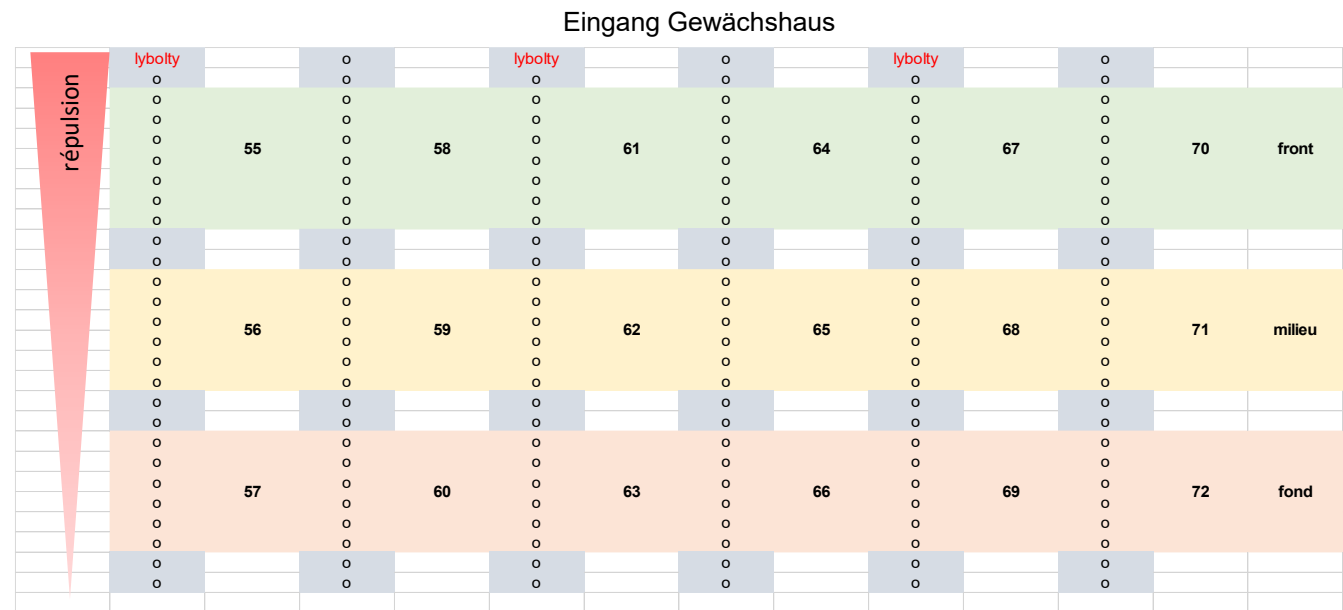 Eingang Gewächshaus
répulsion
lybolty o lybolty o lybolty o
o o o o o o
o o o o o o
o o o o o o
o o o o o o
55 58 61 64 67 70 front
o o o o o o
o o o o o o
o o o o o o
o o o o o o
o o o o o o
o o o o o o
o o o o o o
o o o o o o
o o o o o o
56 59 62 65 68 71 milieu
o o o o o o
o o o o o o
o o o o o o
o o o o o o
o o o o o o
o o o o o o
o o o o o o
o o o o o o
57 60 63 66 69 72 fond
o o o o o o
o o o o o o
o o o o o o
o o o o o o
o o o o o o